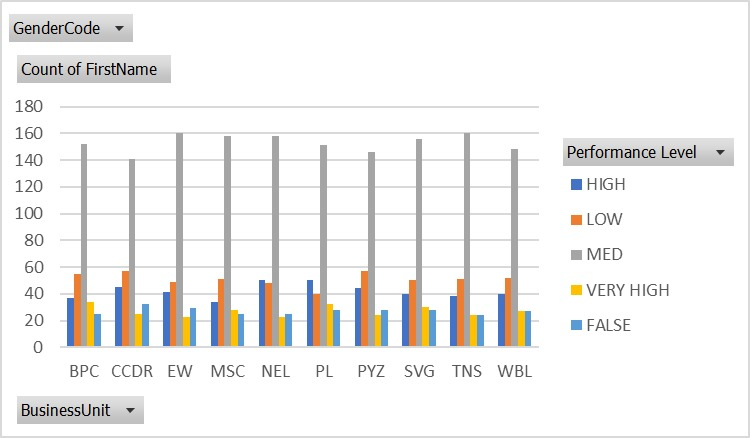 GenderCode
Count of FirstName
180
160
140
120
100
80
60
40
20
0
BPC CCDR EW MSC NEL PL PYZ SVG TNS WBL
Performance Level
HIGH
LOW
MED
VERY HIGH
FALSE
BusinessUnit